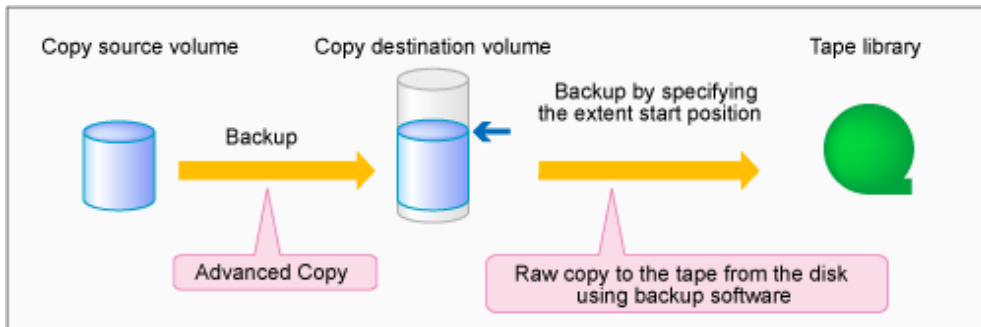 Copy source volume
Copy destination volume
Tape library
Backup
Backup by specifying
the extent start position
Advanced Copy
Raw copy to the tape from the disk
using backup software